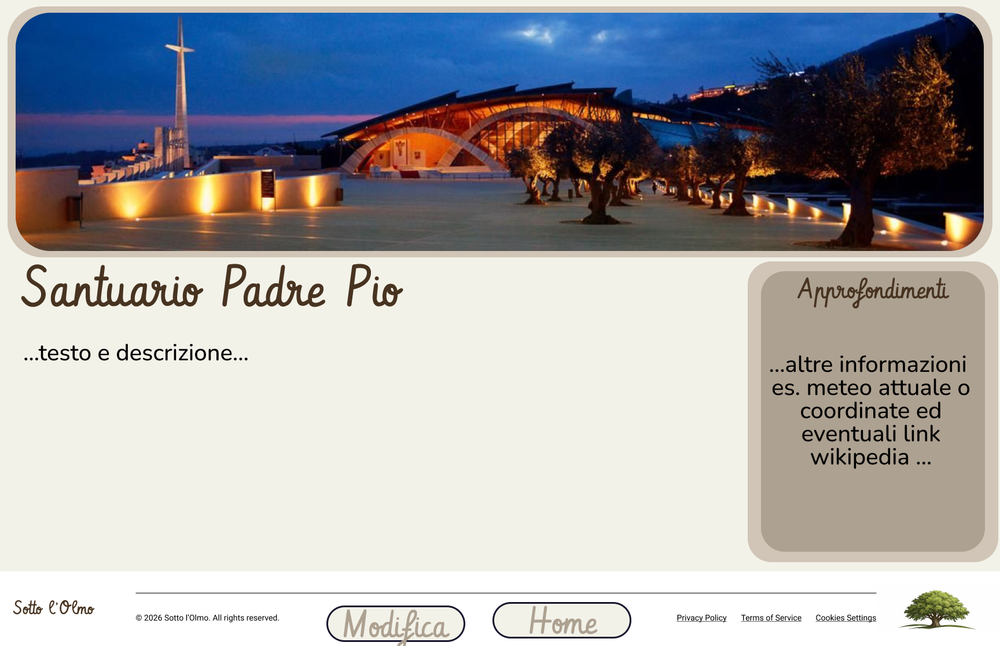 Santuario Padre Pio
...testo e descrizione...
Approfondimenti
...altre informazioni
es. meteo attuale o
coordinate ed
eventuali link
wikipedia ...
Sotto l'Olmo
© 2026 Sotto l'Olmo. All rights reserved.
Modifica
Home
Privacy Policy
Terms of Service
Cookies Settings